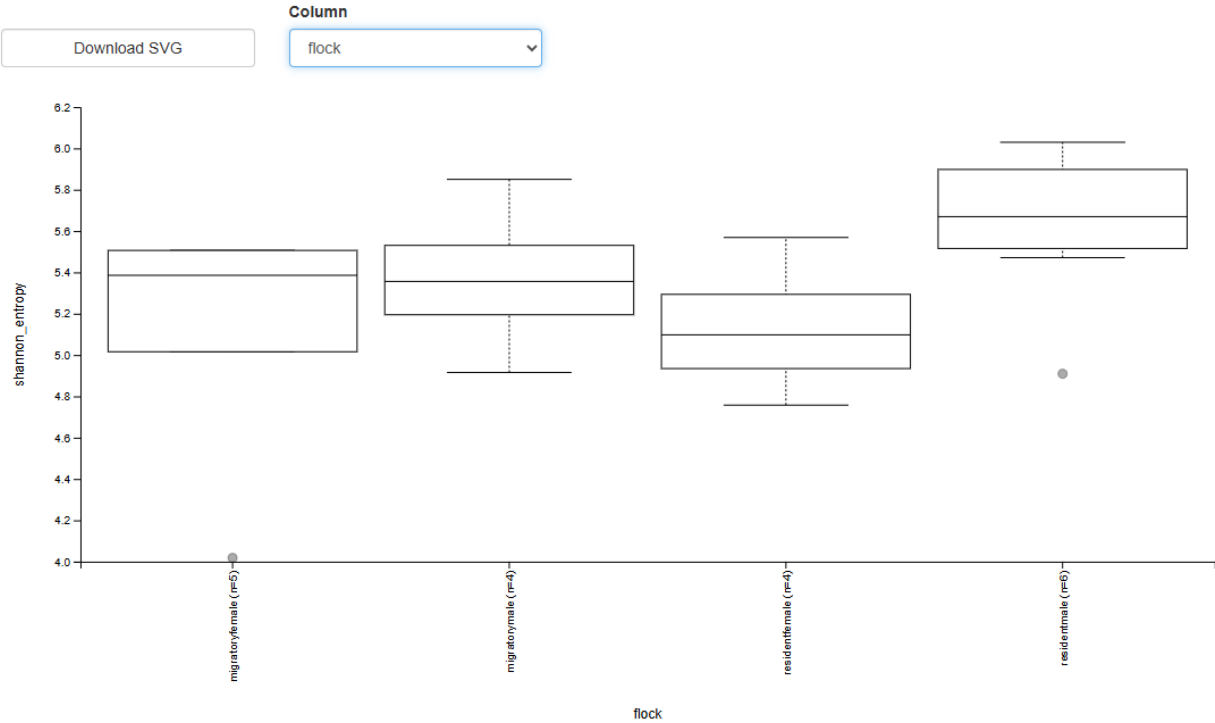 Column
Download SVG
flock
6.2
6.0
5.8
5.6
5.4
5.2
5.0
4.8
4.6
4.4
4.2
4.0
shannon_entropy
migratoryfemale (n=5)
migratorymale (n=4)
residentfemale (n=4)
residentmale (n=6)
flock